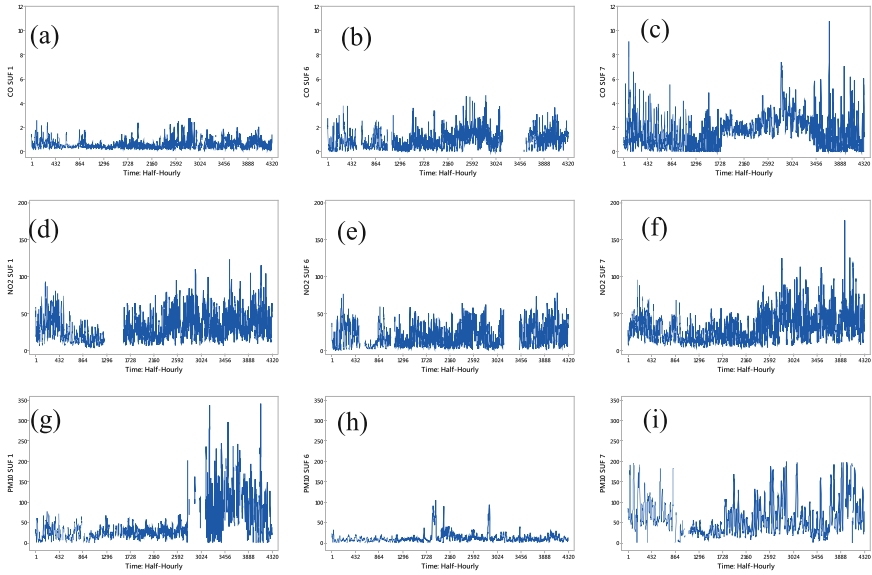 (a)
12
10
8
6
4
2
0
CO SUF 1
1 432 864 1296 1728 2160 2592 3024 3456 3888 4320
Time: Half-Hourly
(b)
12
10
8
6
4
2
0
CO SUF 6
1 432 864 1296 1728 2160 2592 3024 3456 3888 4320
Time: Half-Hourly
(c)
12
10
8
6
4
2
0
CO SUF 7
1 432 864 1296 1728 2160 2592 3024 3456 3888 4320
Time: Half-Hourly
(d)
200
150
100
50
0
NO2 SUF 1
1 432 864 1296 1728 2160 2592 3024 3456 3888 4320
Time: Half-Hourly
(e)
200
150
100
50
0
NO2 SUF 6
1 432 864 1296 1728 2160 2592 3024 3456 3888 4320
Time: Half-Hourly
(f)
200
150
100
50
0
NO2 SUF 7
1 432 864 1296 1728 2160 2592 3024 3456 3888 4320
Time: Half-Hourly
(g)
350
300
250
200
150
100
50
0
PM10 SUF 1
1 432 864 1296 1728 2160 2592 3024 3456 3888 4320
Time: Half-Hourly
(h)
350
300
250
200
150
100
50
0
PM10 SUF 6
1 432 864 1296 1728 2160 2592 3024 3456 3888 4320
Time: Half-Hourly
(i)
350
300
250
200
150
100
50
0
PM10 SUF 7
1 432 864 1296 1728 2160 2592 3024 3456 3888 4320
Time: Half-Hourly